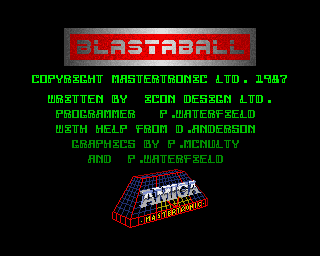 BLASTABALL
COPYRIGHT MASTERTRONIC LTD. 1987
WRITTEN BY ICON DESIGN LTD.
PROGRAMMER P.WATERFIELD
WITH HELP FROM D.ANDERSON
GRAPHICS BY P.MCNULTY
AND P.WATERFIELD
AMIGA
MASTERTRONIC